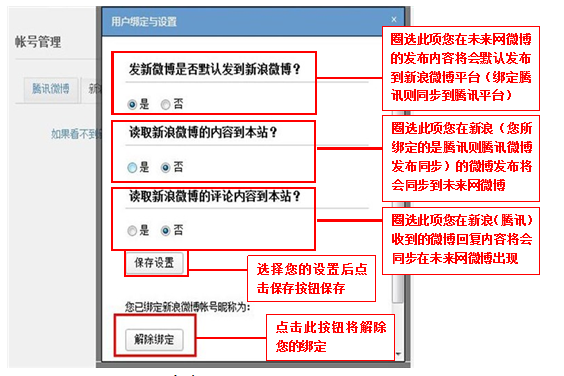 用户绑定与设置
×
帐号管理
腾讯微博
新
如果看不到
发新微博是否默认发到新浪微博？
是 否
读取新浪微博的内容到本站？
是 否
读取新浪微博的评论内容到本站？
是 否
保存设置
您已绑定新浪微博帐号昵称为:
解除绑定
圈选此项您在未来网微博
的发布内容将会默认发布
到新浪微博平台（绑定腾
讯则同步到腾讯平台）
圈选此项您在新浪（您所
绑定的是腾讯则腾讯微博
发布同步）的微博发布将
会同步到未来网微博
圈选此项您在新浪（腾讯）
收到的微博回复内容将会
同步在未来网微博出现
选择您的设置后点
击保存按钮保存
点击此按钮将解除
您的绑定